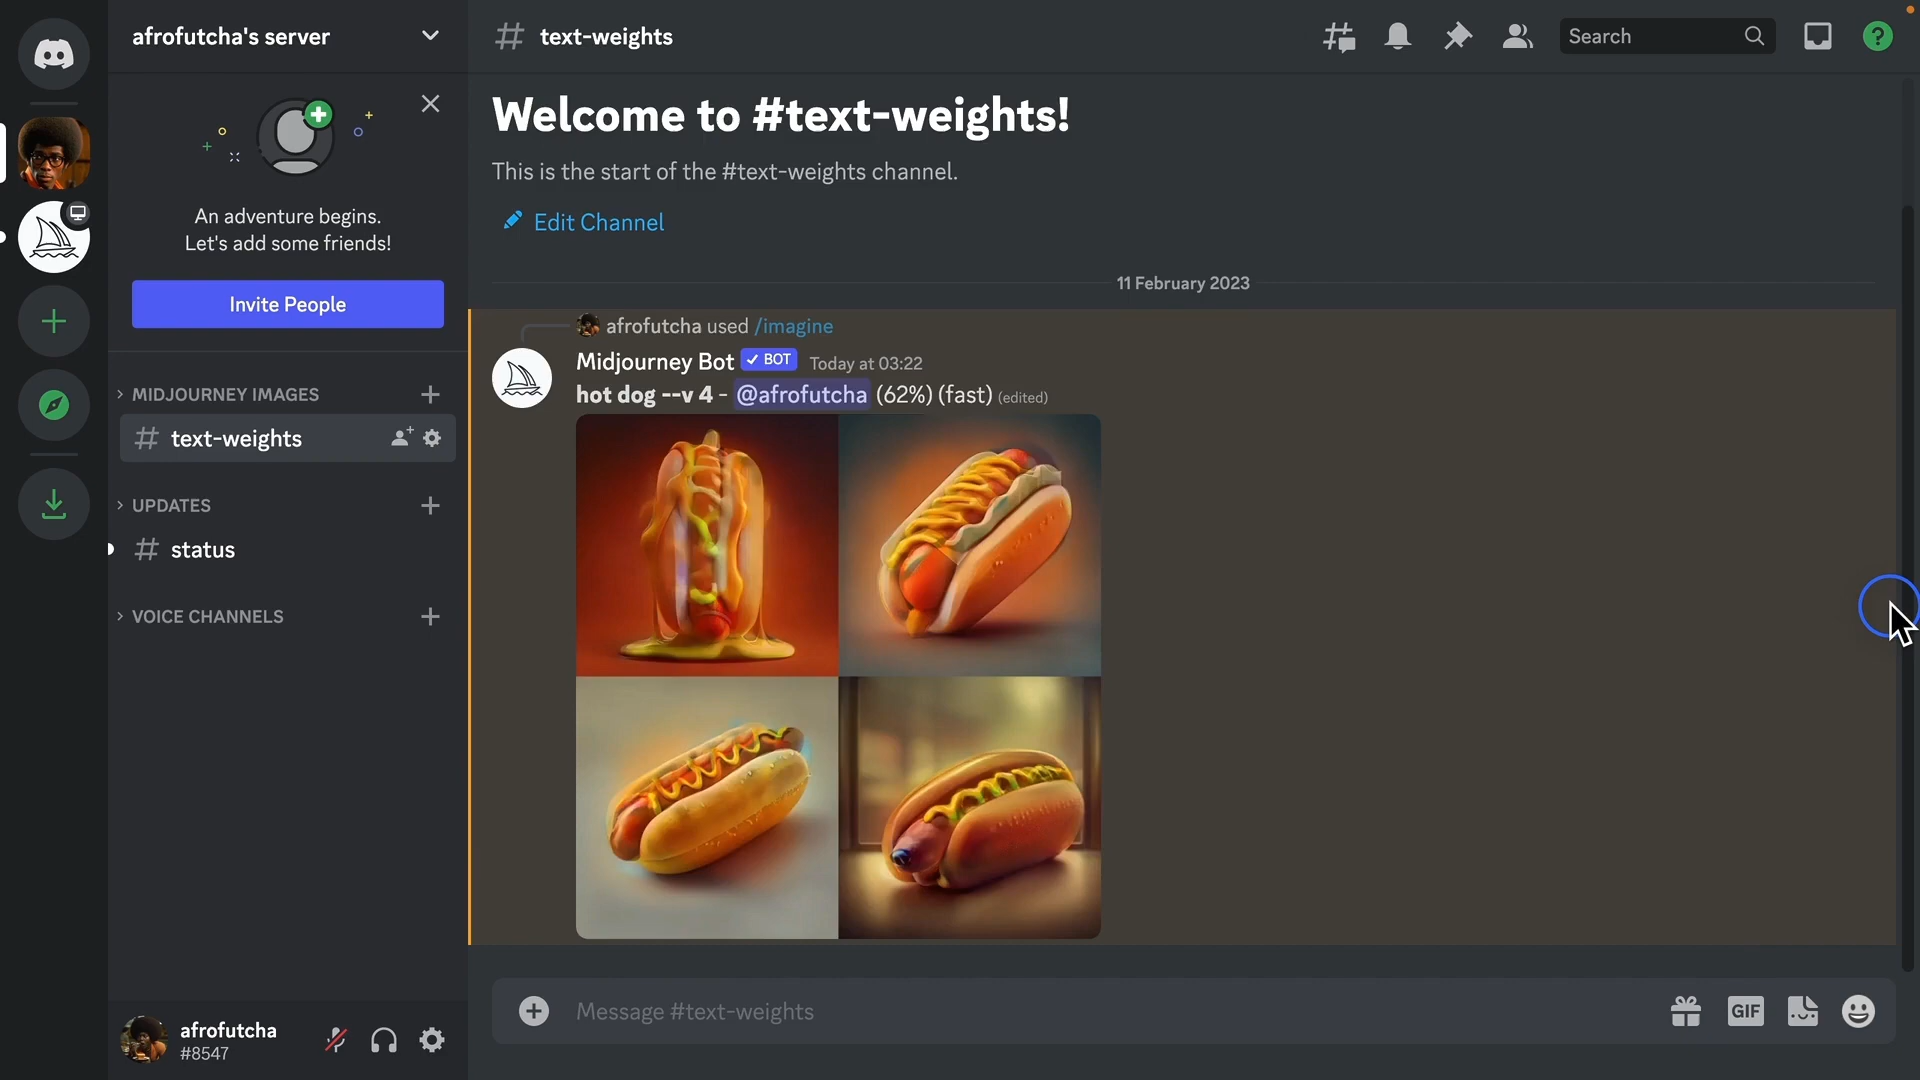 afrofutcha's server
text-weights
Search
An adventure begins.
Let's add some friends!
Invite People
MIDJOURNEY IMAGES
text-weights
UPDATES
status
VOICE CHANNELS
afrofutcha
#8547
Welcome to #text-weights!
This is the start of the #text-weights channel.
Edit Channel
11 February 2023
afrofutcha used /imagine
Midjourney Bot ✓ BOT Today at 03:22
hot dog --v 4 - @afrofutcha (62%) (fast) (edited)
Message #text-weights
GIF